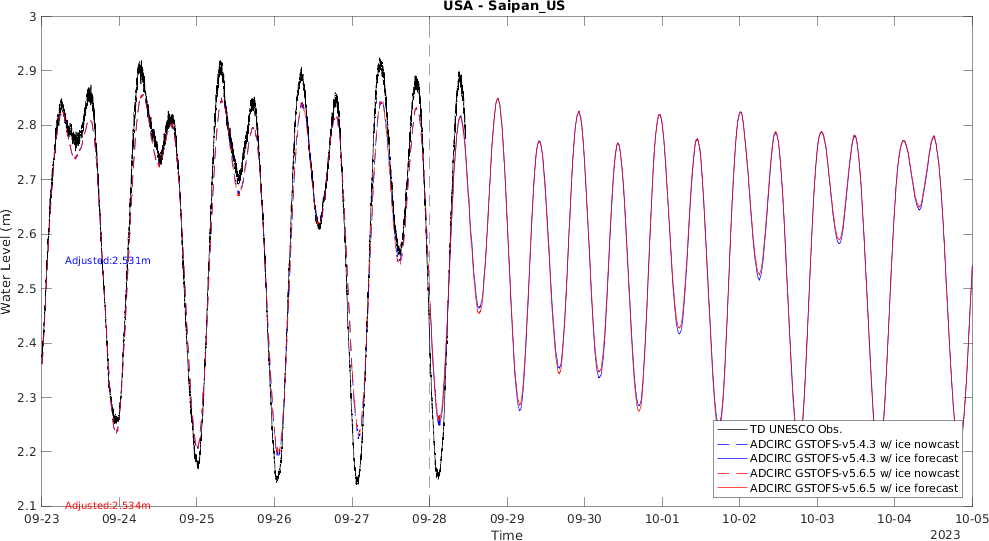 USA - Saipan_US
3
2.9
2.8
2.7
2.6
2.5
2.4
2.3
2.2
2.1
Water Level (m)
Adjusted:2.531m
Adjusted:2.534m
TD UNESCO Obs.
ADCIRC GSTOFS-v5.4.3 w/ ice nowcast
ADCIRC GSTOFS-v5.4.3 w/ ice forecast
ADCIRC GSTOFS-v5.6.5 w/ ice nowcast
ADCIRC GSTOFS-v5.6.5 w/ ice forecast
09-23 09-24 09-25 09-26 09-27 09-28 09-29 09-30 10-01 10-02 10-03 10-04 10-05
Time
2023